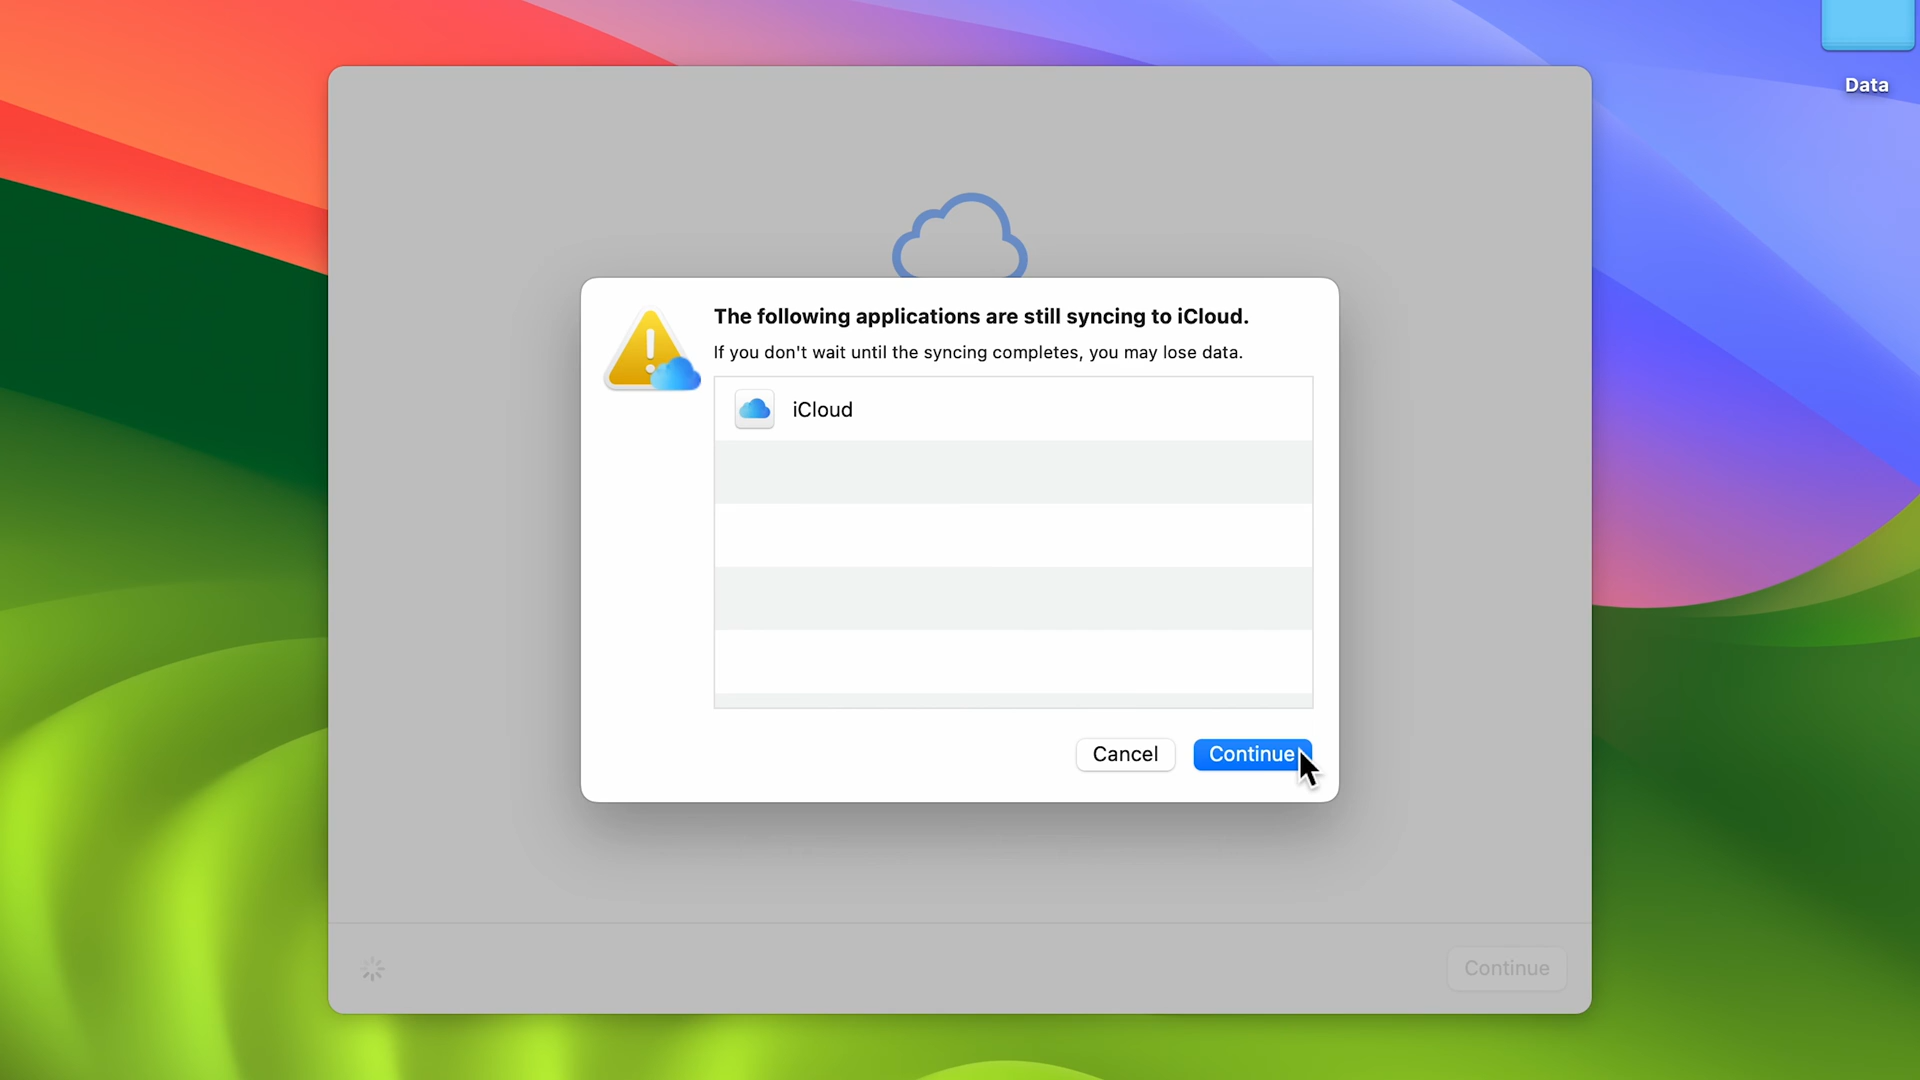 Data
The following applications are still syncing to iCloud.
If you don't wait until the syncing completes, you may lose data.
iCloud
Cancel
Continue
Continue